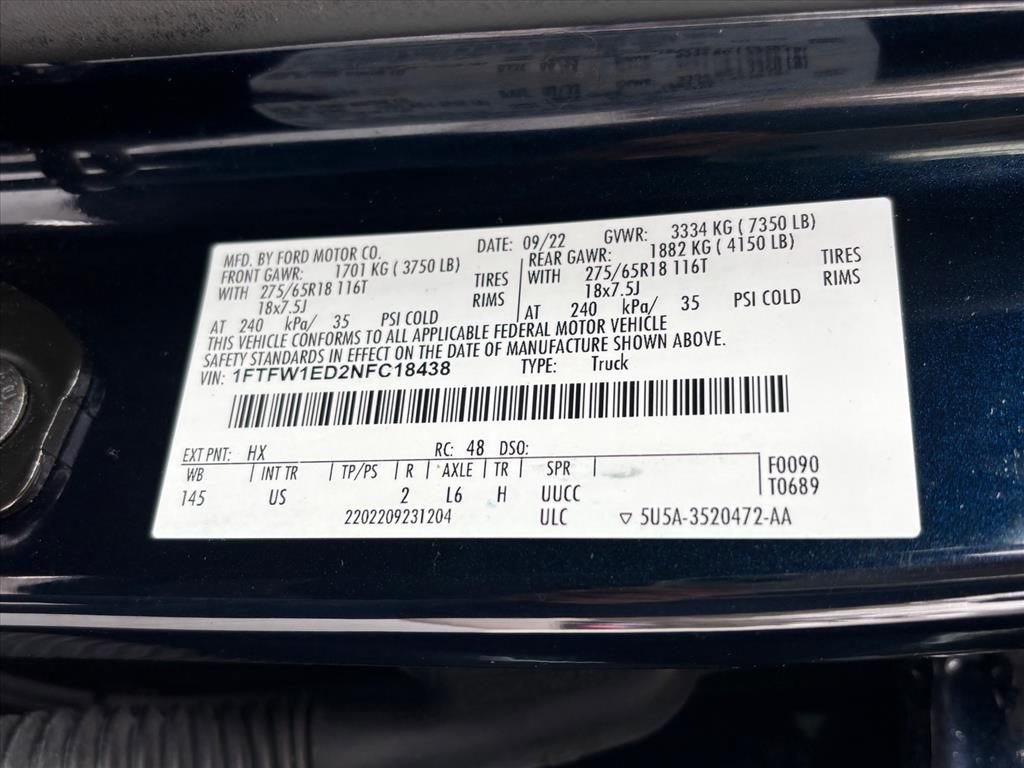 MFD. BY FORD MOTOR CO. DATE: 09/22 GVWR: 3334 KG ( 7350 LB)
FRONT GAWR: 1701 KG ( 3750 LB) REAR GAWR: 1882 KG ( 4150 LB)
WITH 275/65R18 116T TIRES WITH 275/65R18 116T TIRES
18x7.5J RIMS 18x7.5J RIMS
AT 240 kPa/ 35 PSI COLD AT 240 kPa/ 35 PSI COLD
THIS VEHICLE CONFORMS TO ALL APPLICABLE FEDERAL MOTOR VEHICLE
SAFETY STANDARDS IN EFFECT ON THE DATE OF MANUFACTURE SHOWN ABOVE.
VIN: 1FTFW1ED2NFC18438 TYPE: Truck
EXT PNT: HX RC: 48 DSO:
WB INT TR TP/PS R AXLE TR SPR F0090
145 US 2 L6 H UUCC T0689
2202209231204 ULC ▽ 5U5A-3520472-AA